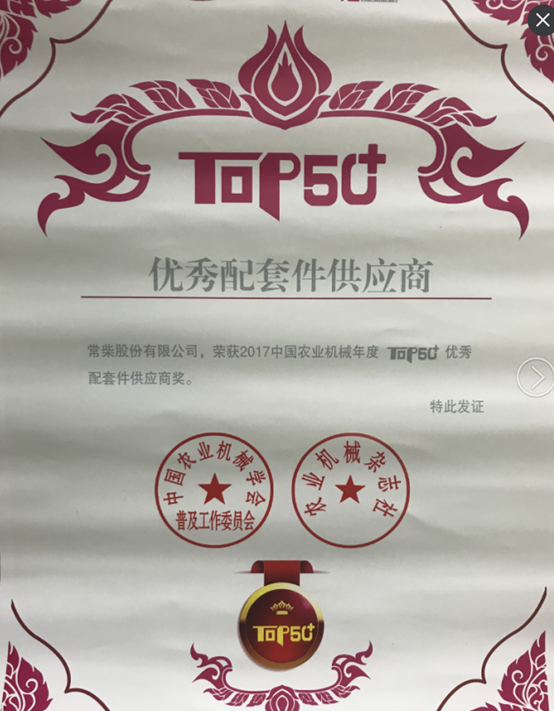 TOP50+
优秀配套件供应商
常柴股份有限公司，荣获2017中国农业机械年度 TOP50+ 优秀
配套件供应商奖。
特此发证
中国农业机械学会
普及工作委员会
农业机械杂志社
TOP50+